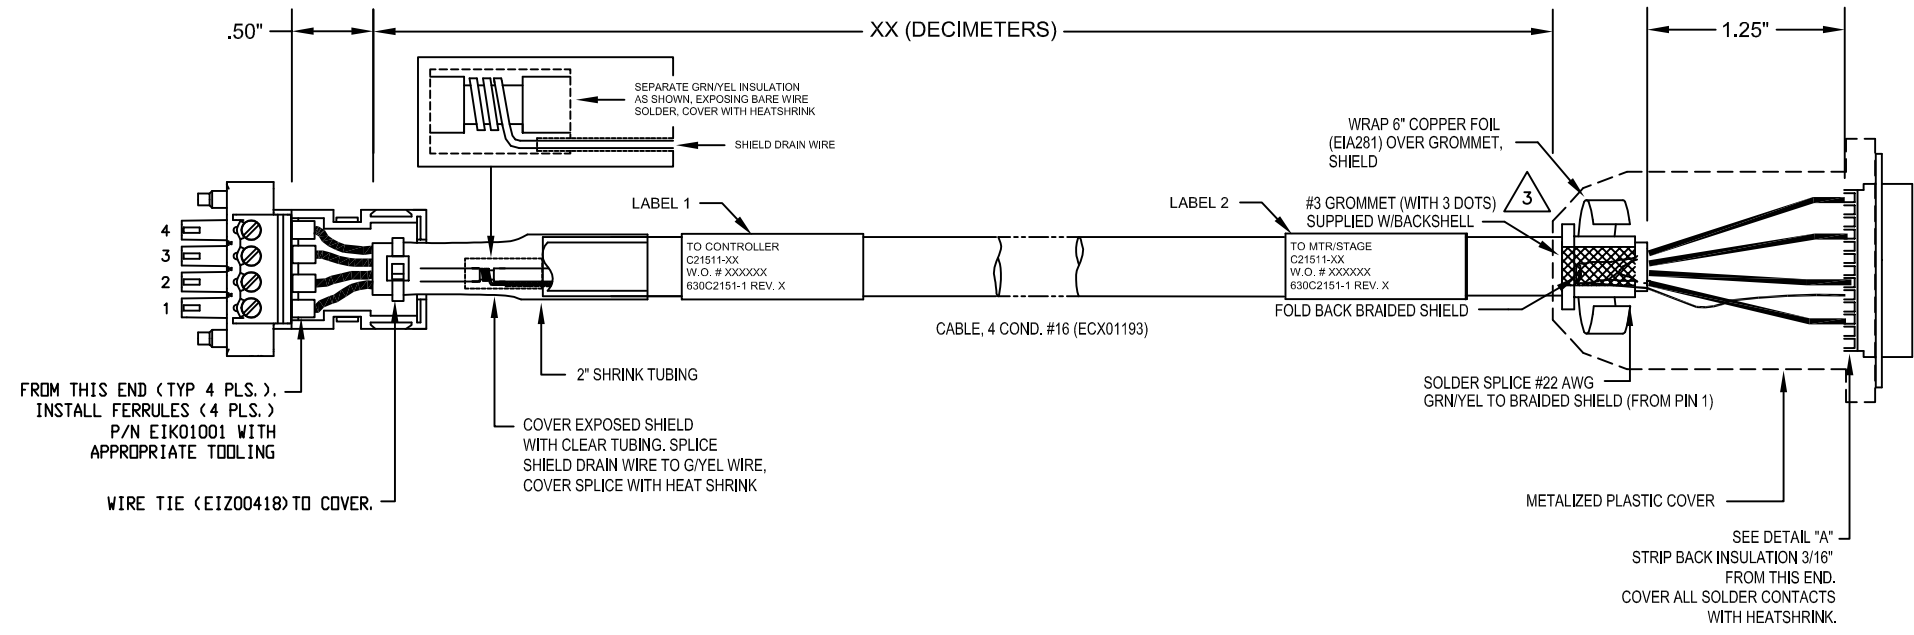 .50"
XX (DECIMETERS)
1.25"
SEPARATE GRN/YEL INSULATION
AS SHOWN, EXPOSING BARE WIRE
SOLDER, COVER WITH HEATSHRINK
SHIELD DRAIN WIRE
WRAP 6" COPPER FOIL
(EIA281) OVER GROMMET,
SHIELD
3
#3 GROMMET (WITH 3 DOTS)
SUPPLIED W/BACKSHELL
LABEL 1
LABEL 2
4
3
2
1
TO CONTROLLER
C21511-XX
W.O. # XXXXXX
630C2151-1 REV. X
TO MTR/STAGE
C21511-XX
W.O. # XXXXXX
630C2151-1 REV. X
FOLD BACK BRAIDED SHIELD
CABLE, 4 COND. #16 (ECX01193)
2" SHRINK TUBING
FROM THIS END (TYP 4 PLS.).
INSTALL FERRULES (4 PLS.)
P/N EIK01001 WITH
APPROPRIATE TOOLING
SOLDER SPLICE #22 AWG
GRN/YEL TO BRAIDED SHIELD (FROM PIN 1)
COVER EXPOSED SHIELD
WITH CLEAR TUBING. SPLICE
SHIELD DRAIN WIRE TO G/YEL WIRE,
COVER SPLICE WITH HEAT SHRINK
WIRE TIE (EIZ00418)TO COVER.
METALIZED PLASTIC COVER
SEE DETAIL "A"
STRIP BACK INSULATION 3/16"
FROM THIS END.
COVER ALL SOLDER CONTACTS
WITH HEATSHRINK.